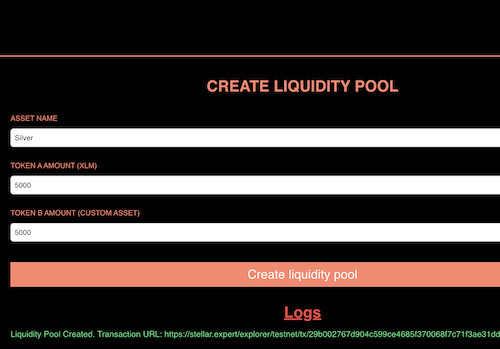 CREATE LIQUIDITY POOL
ASSET NAME
Silver
TOKEN A AMOUNT (XLM)
5000
TOKEN B AMOUNT (CUSTOM ASSET)
5000
Create liquidity pool
Logs
Liquidity Pool Created. Transaction URL: https://stellar.expert/explorer/testnet/tx/29b002767d904c599ce4685f370068f7c71f3ae31dd